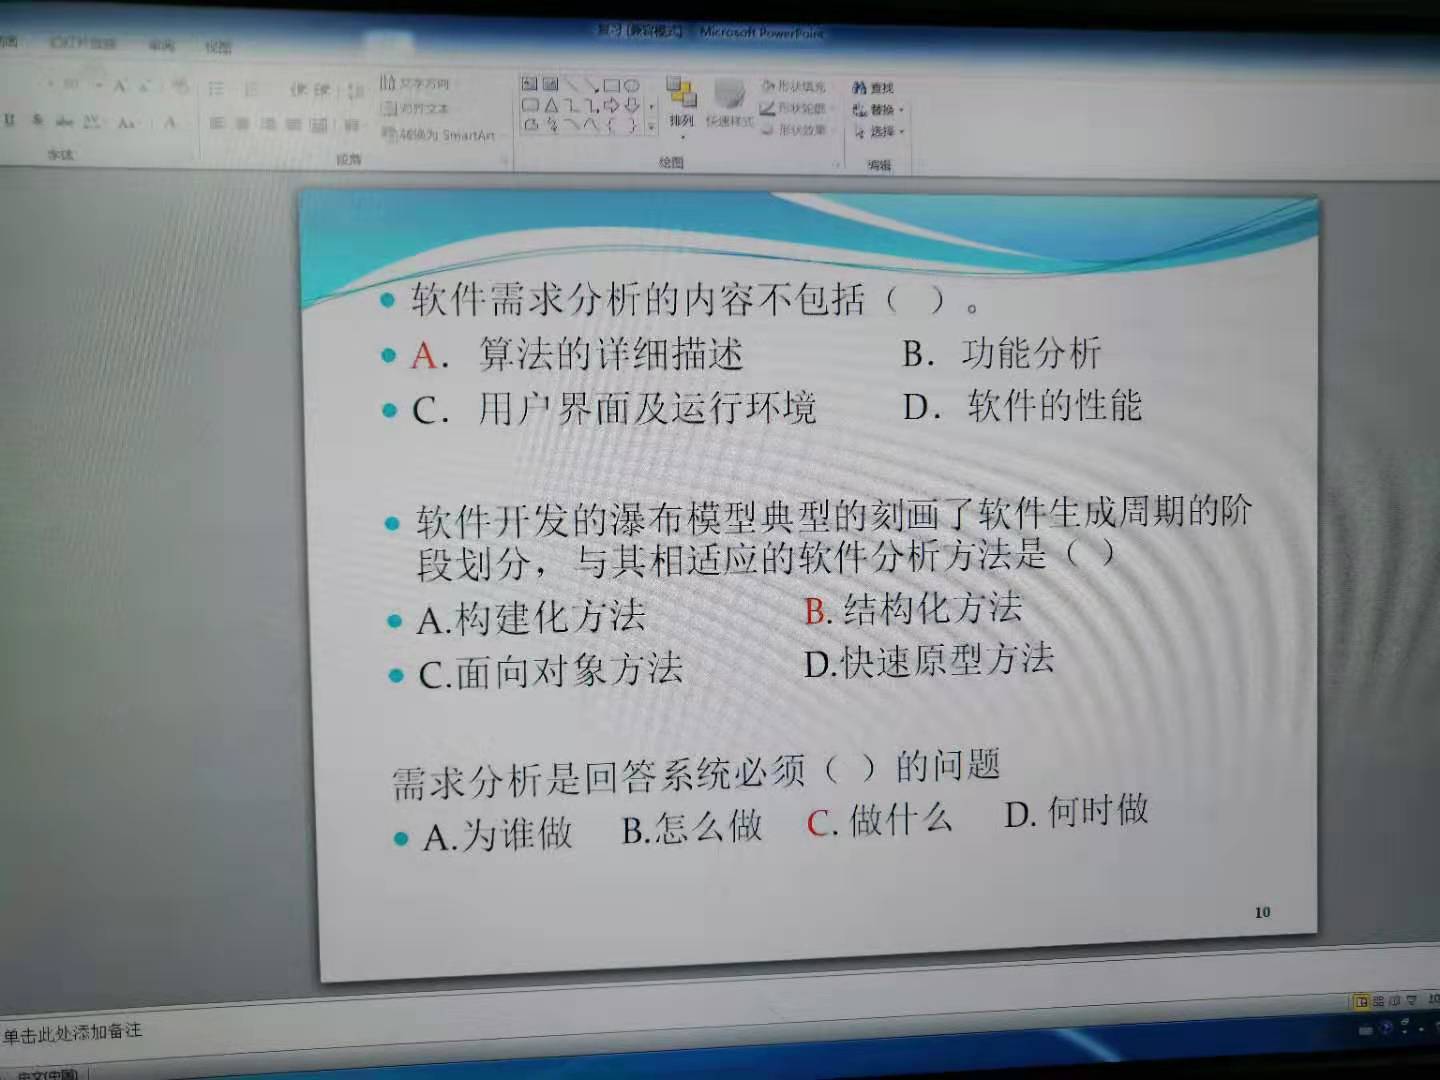 复习 [兼容模式] - Microsoft PowerPoint
幻灯片放映 审阅 视图
文字方向
对齐文本
转换为 SmartArt
排列 快速样式
形状填充
形状轮廓
形状效果
查找
替换
选择
字体 段落 绘图 编辑
软件需求分析的内容不包括（ ）。
A．算法的详细描述 B．功能分析
C．用户界面及运行环境 D．软件的性能
软件开发的瀑布模型典型的刻画了软件生成周期的阶
段划分，与其相适应的软件分析方法是（ ）
A.构建化方法 B.结构化方法
C.面向对象方法 D.快速原型方法
需求分析是回答系统必须（ ）的问题
A.为谁做 B.怎么做 C.做什么 D.何时做
10
单击此处添加备注
中文(中国)